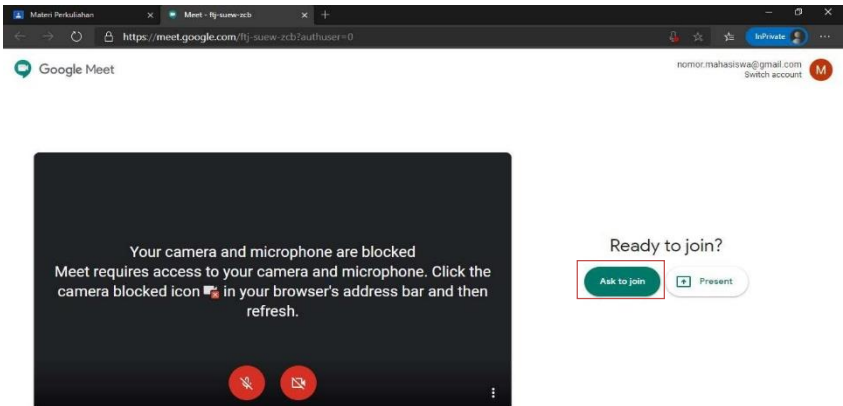 Materi Perkuliahan
Meet - ftj-suew-zcb
https://meet.google.com/ftj-suew-zcb?authuser=0
InPrivate
Google Meet
nomor.mahasiswa@gmail.com
Switch account
M
Your camera and microphone are blocked
Meet requires access to your camera and microphone. Click the
camera blocked icon in your browser's address bar and then
refresh.
Ready to join?
Ask to join
Present